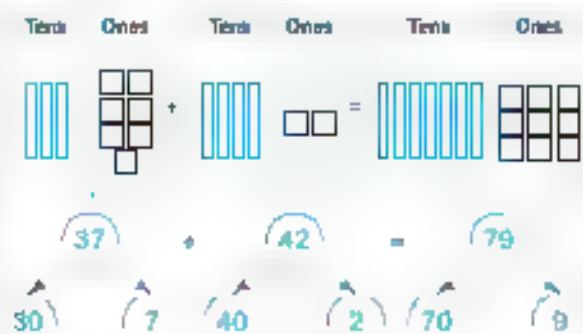 Tens Ones Tens Ones Tens Ones
+ =
37 + 42 = 79
30 7 40 2 70 9